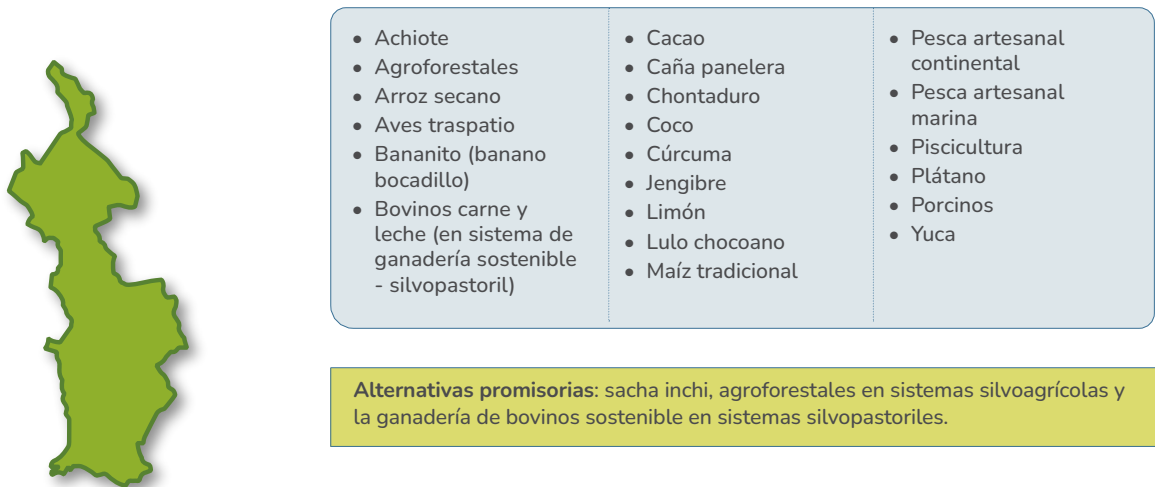 • Achiote
• Agroforestales
• Arroz secano
• Aves traspatio
• Bananito (banano
bocadillo)
• Bovinos carne y
leche (en sistema de
ganadería sostenible
- silvopastoril)
• Cacao
• Caña panelera
• Chontaduro
• Coco
• Cúrcuma
• Jengibre
• Limón
• Lulo chocoano
• Maíz tradicional
• Pesca artesanal
continental
• Pesca artesanal
marina
• Piscicultura
• Plátano
• Porcinos
• Yuca
Alternativas promisorias: sacha inchi, agroforestales en sistemas silvoagrícolas y
la ganadería de bovinos sostenible en sistemas silvopastoriles.